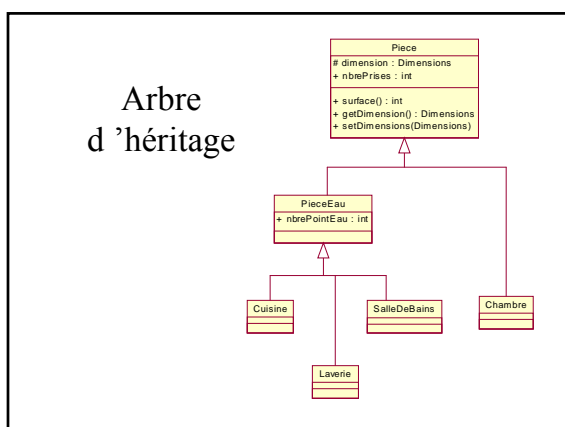 Arbre
d ’héritage
Piece
# dimension : Dimensions
+ nbrePrises : int
+ surface() : int
+ getDimension() : Dimensions
+ setDimensions(Dimensions)
PieceEau
+ nbrePointEau : int
Cuisine
SalleDeBains
Chambre
Laverie